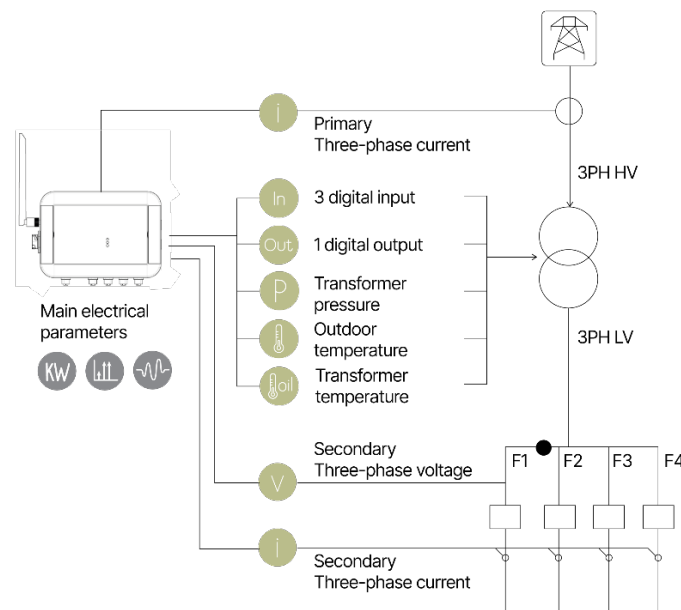 i
Primary
Three-phase current
3PH HV
In
3 digital input
Out
1 digital output
P
Transformer
pressure
Outdoor
temperature
oil
Transformer
temperature
Main electrical
parameters
KW
3PH LV
Secondary
Three-phase voltage
V
F1
F2
F3
F4
i
Secondary
Three-phase current